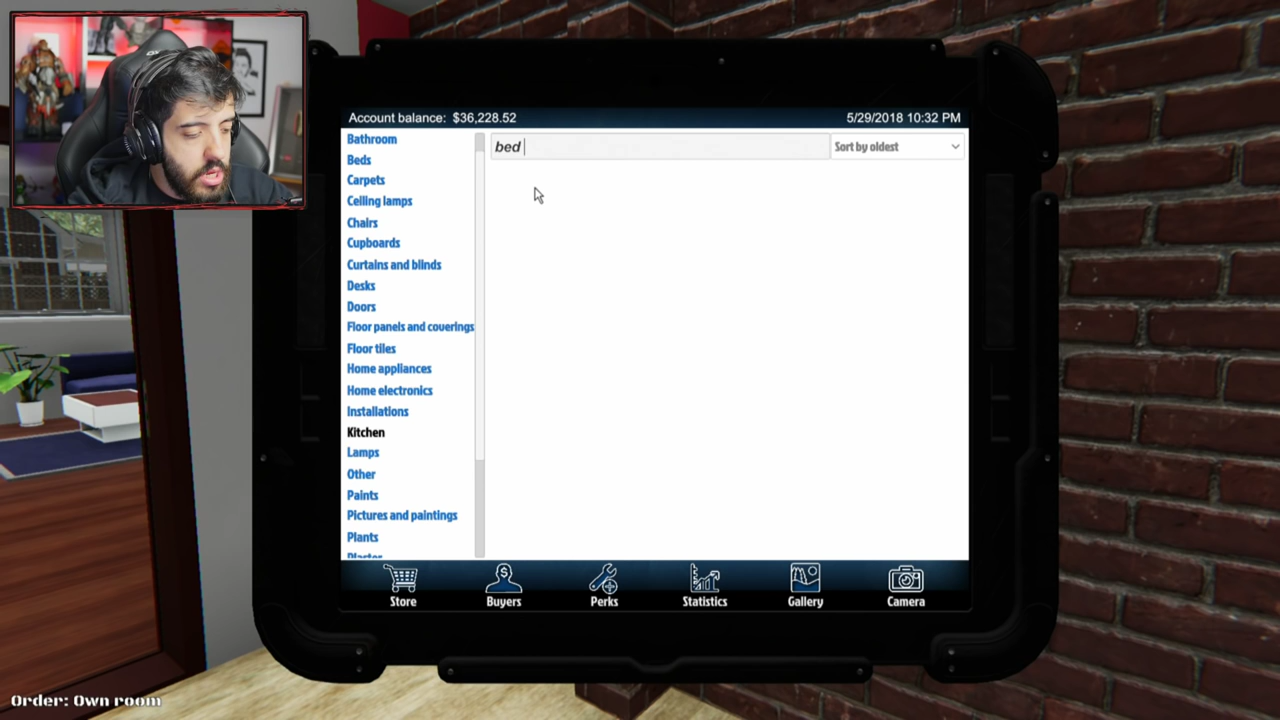 Account balance: $36,228.52
5/29/2018 10:32 PM
bed
Sort by oldest
Bathroom
Beds
Carpets
Ceiling lamps
Chairs
Cupboards
Curtains and blinds
Desks
Doors
Floor panels and coverings
Floor tiles
Home appliances
Home electronics
Installations
Kitchen
Lamps
Other
Paints
Pictures and paintings
Plants
Plaster
Store
Buyers
Perks
Statistics
Gallery
Camera
Order: Own room